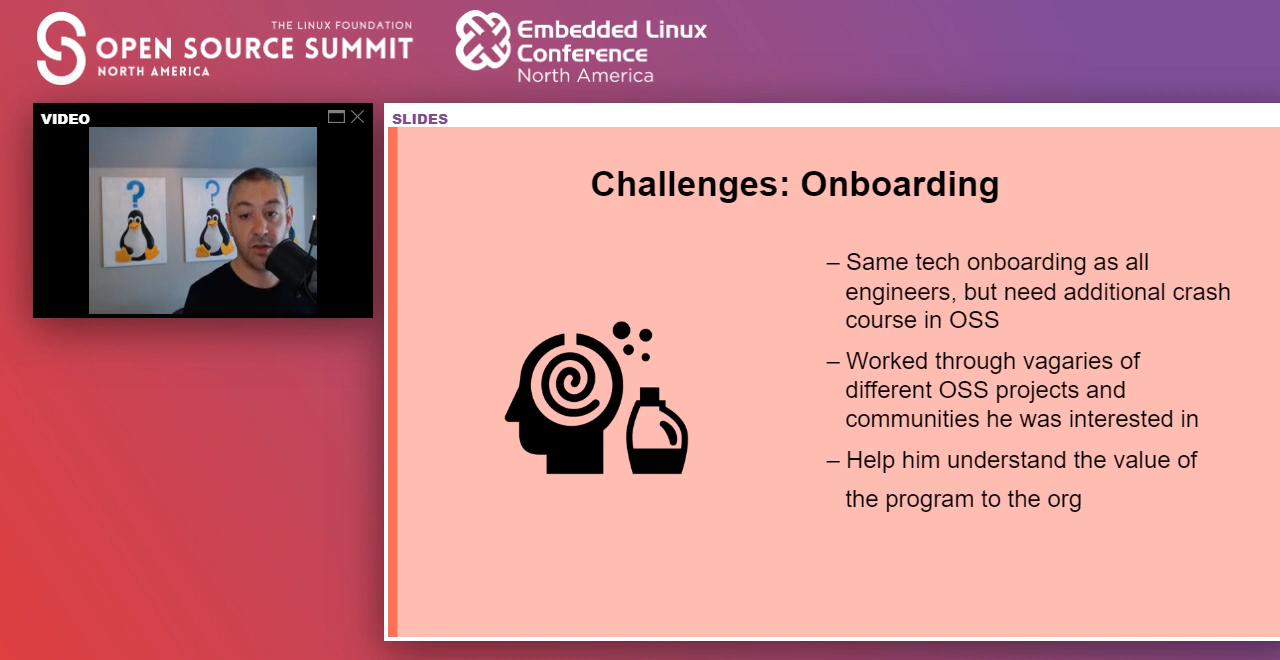 THE LINUX FOUNDATION
OPEN SOURCE SUMMIT
NORTH AMERICA
Embedded Linux
Conference
North America
VIDEO
SLIDES
Challenges: Onboarding
– Same tech onboarding as all
engineers, but need additional crash
course in OSS
– Worked through vagaries of
different OSS projects and
communities he was interested in
– Help him understand the value of
the program to the org